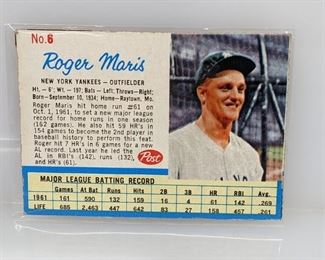 No.6
Roger Maris
NEW YORK YANKEES – OUTFIELDER
Ht. - 6'; Wt. - 197; Bats - Left; Throws-Right;
Born-September 10, 1934; Home-Raytown, Mo.
Roger Maris hit home run #61 on
Oct. 1, 1961, to set a new major league
record for home runs in one season
(162 games). He also hit 59 HR's in
154 games to become the 2nd player in
baseball history to perform this feat.
Roger hit 7 HR's in 6 games for a new
AL record. Last year he led the
AL in RBI's (142), runs (132),
and HR's (61).
Post
MAJOR LEAGUE BATTING RECORD
Games At Bat Runs Hits 2B 3B HR RBI Avg.
1961 161 590 132 159 16 4 61 142 .269
LIFE 685 2,463 447 642 83 27 158 457 .261